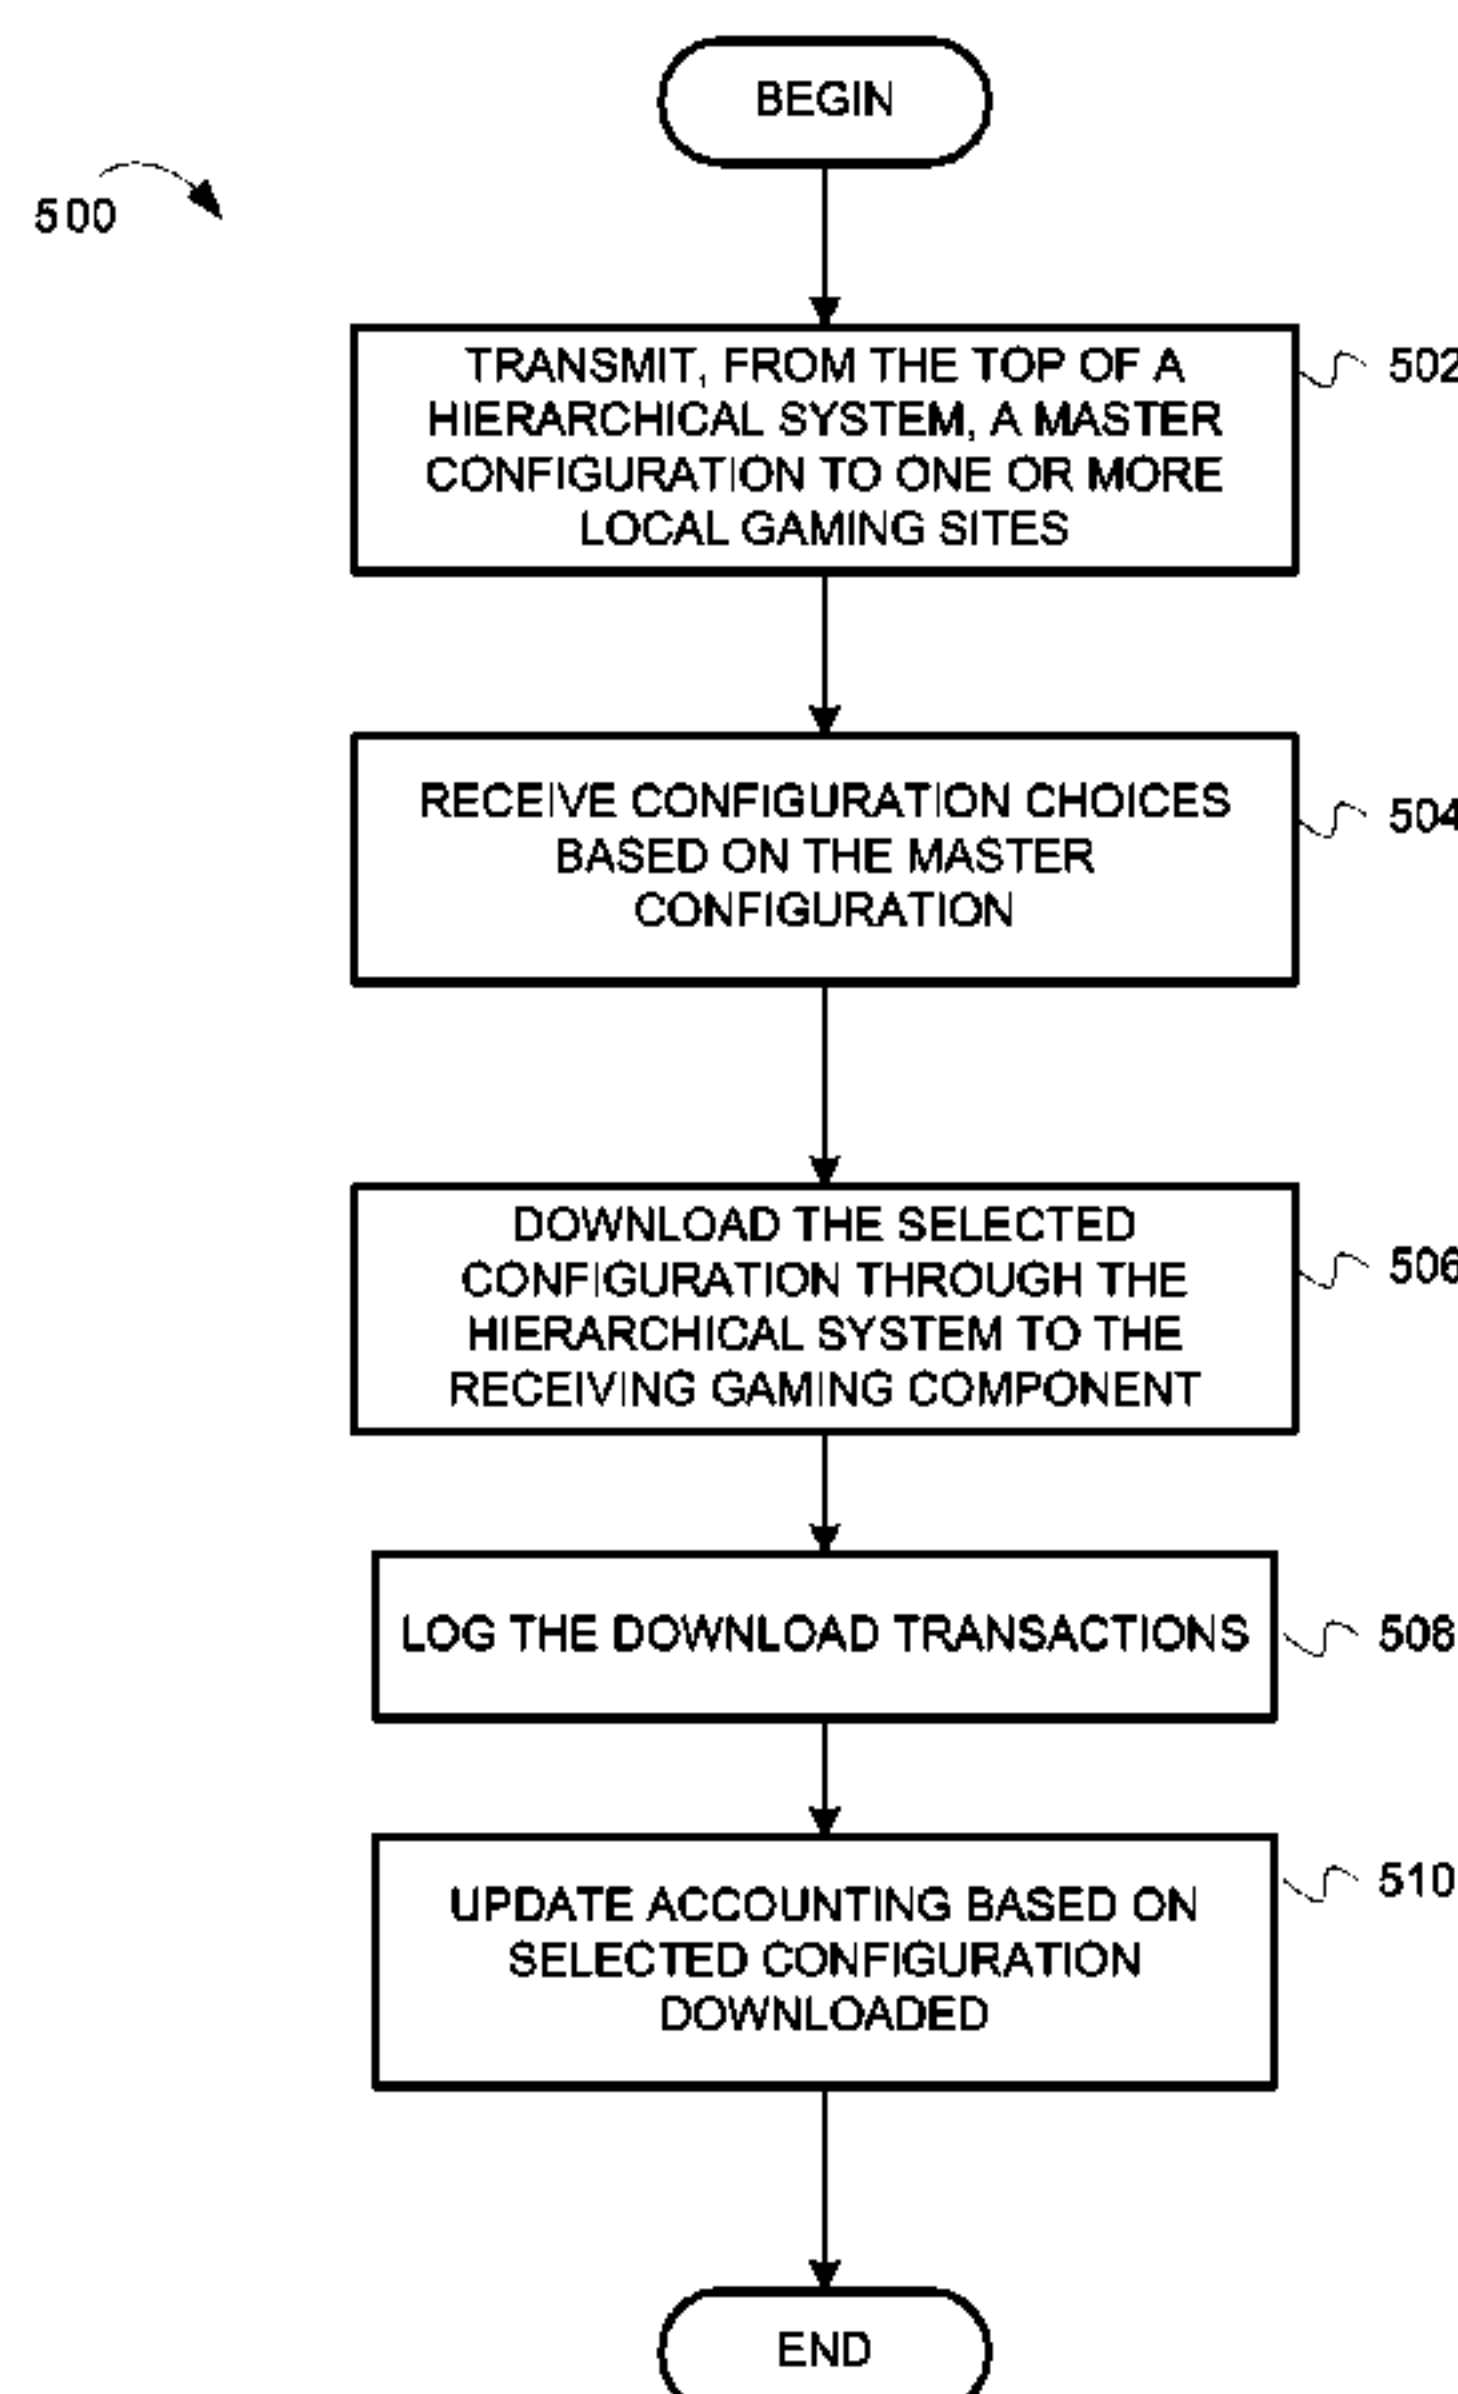 BEGIN
500
TRANSMIT, FROM THE TOP OF A
HIERARCHICAL SYSTEM, A MASTER
CONFIGURATION TO ONE OR MORE
LOCAL GAMING SITES
502
RECEIVE CONFIGURATION CHOICES
BASED ON THE MASTER
CONFIGURATION
504
DOWNLOAD THE SELECTED
CONFIGURATION THROUGH THE
HIERARCHICAL SYSTEM TO THE
RECEIVING GAMING COMPONENT
506
LOG THE DOWNLOAD TRANSACTIONS
508
UPDATE ACCOUNTING BASED ON
SELECTED CONFIGURATION
DOWNLOADED
510
END